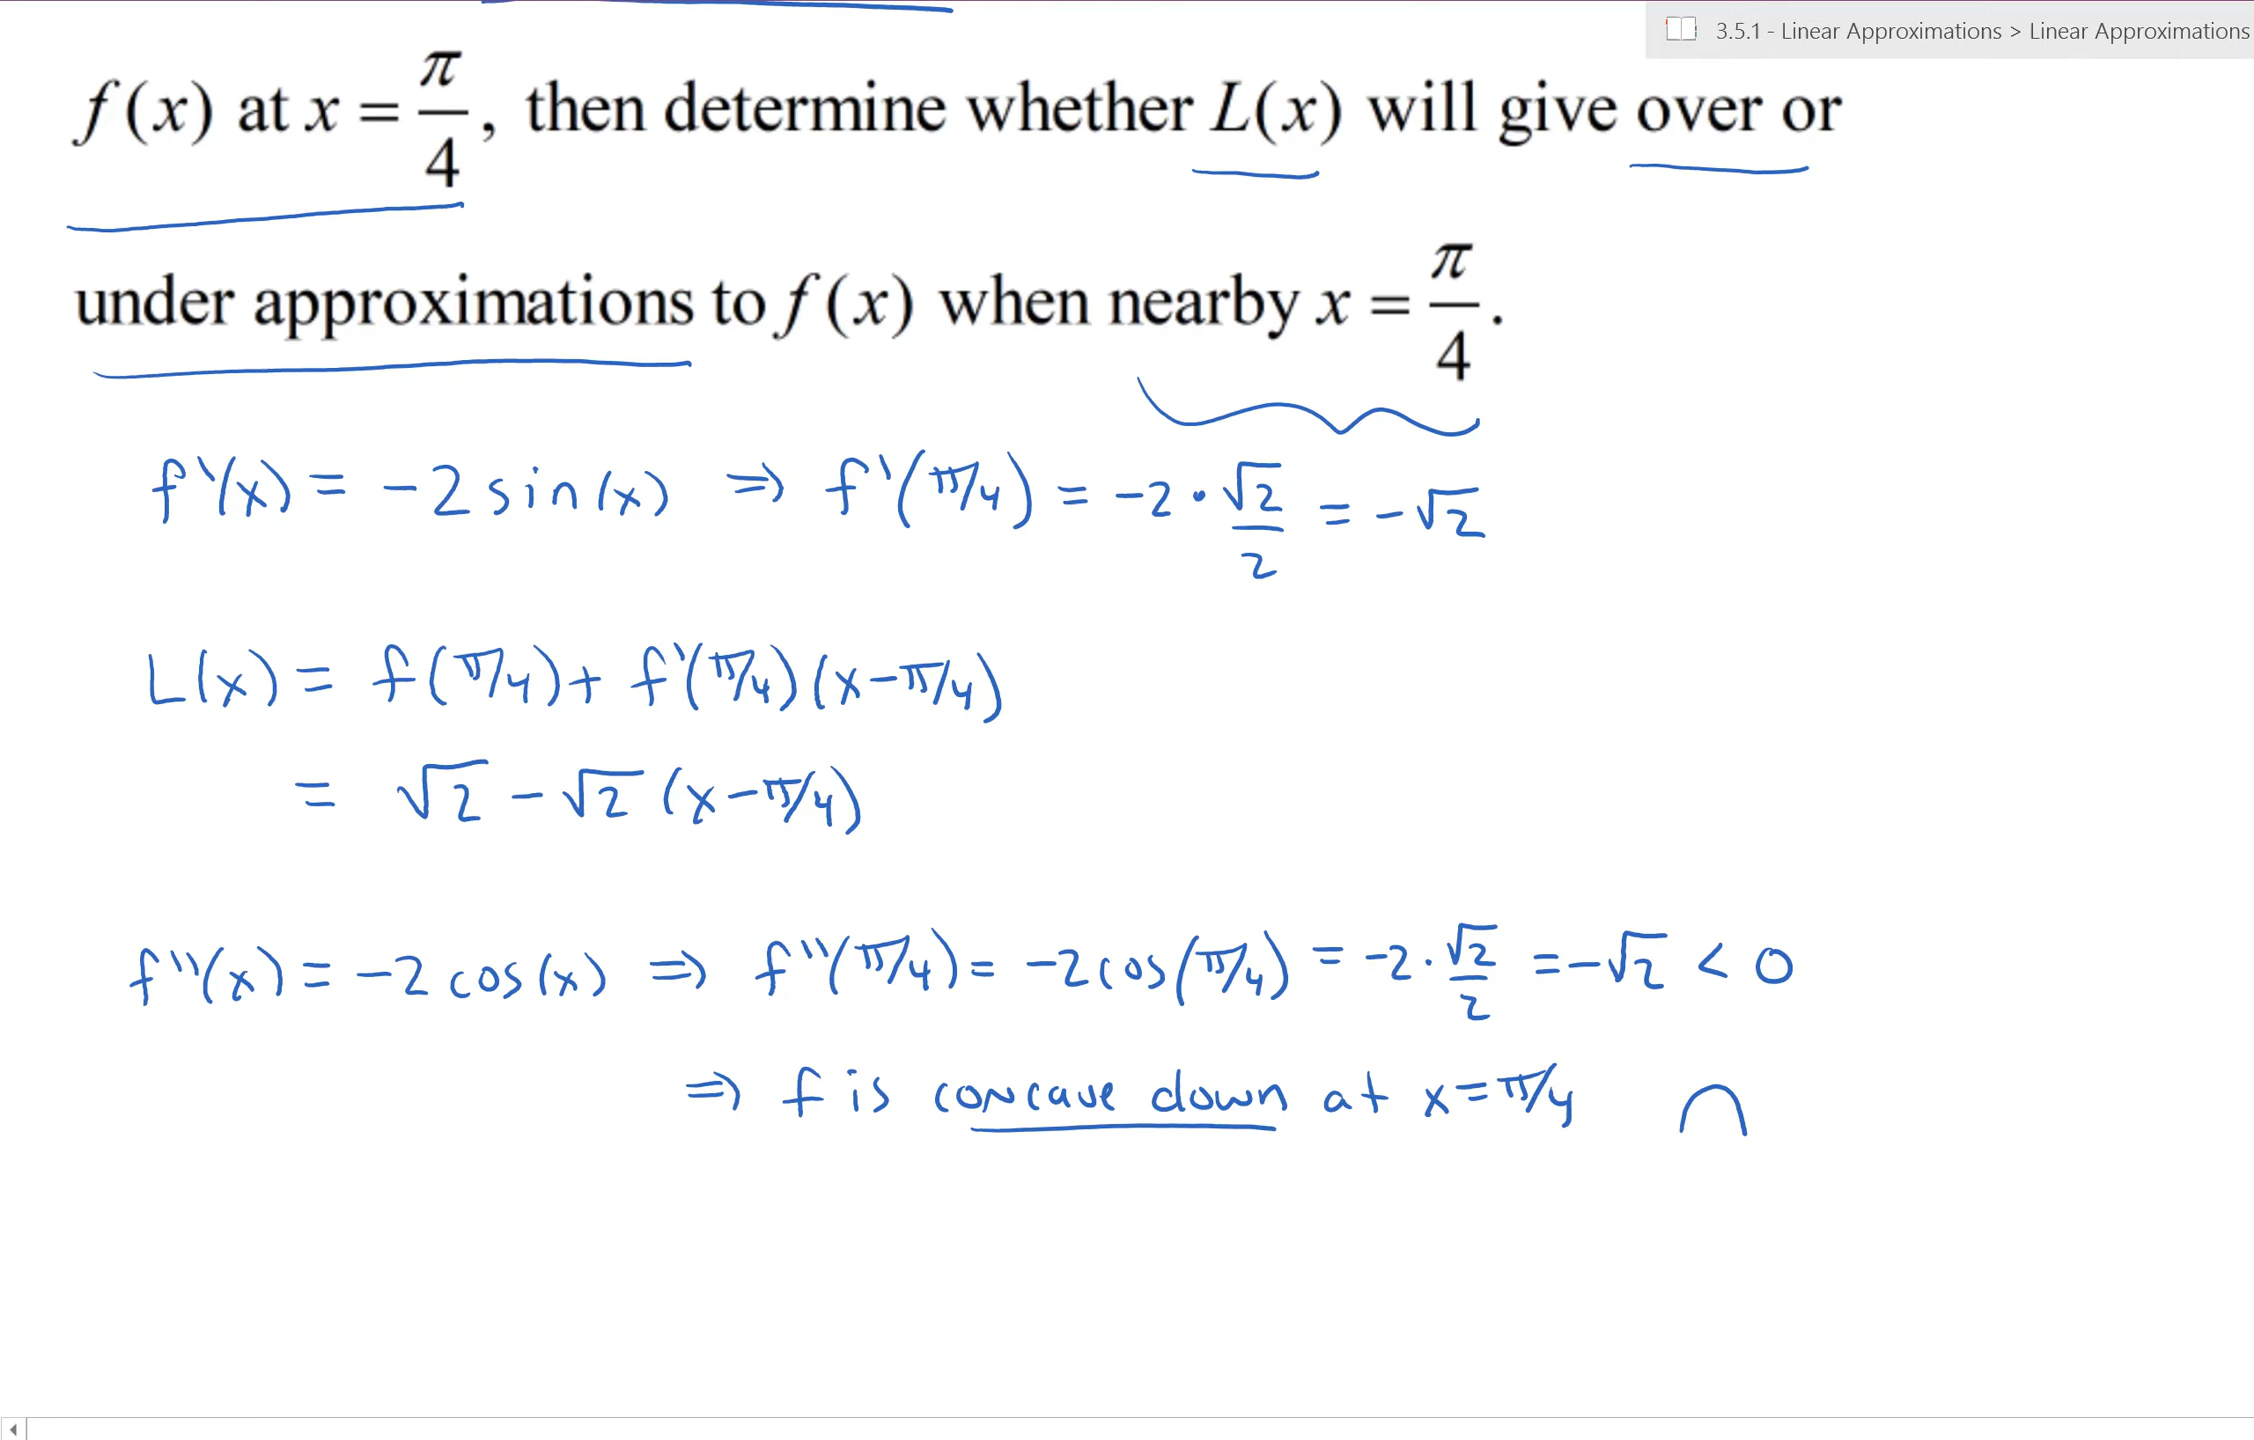 3.5.1 - Linear Approximations > Linear Approximations
f(x) at x = π/4, then determine whether L(x) will give over or
under approximations to f(x) when nearby x = π/4.
f'(x) = -2 sin(x) ⇒ f'(π/4) = -2 · √2/2 = -√2
L(x) = f(π/4) + f'(π/4)(x-π/4)
= √2 - √2 (x-π/4)
f''(x) = -2 cos(x) ⇒ f''(π/4) = -2cos(π/4) = -2 · √2/2 = -√2 < 0
⇒ f is concave down at x = π/4